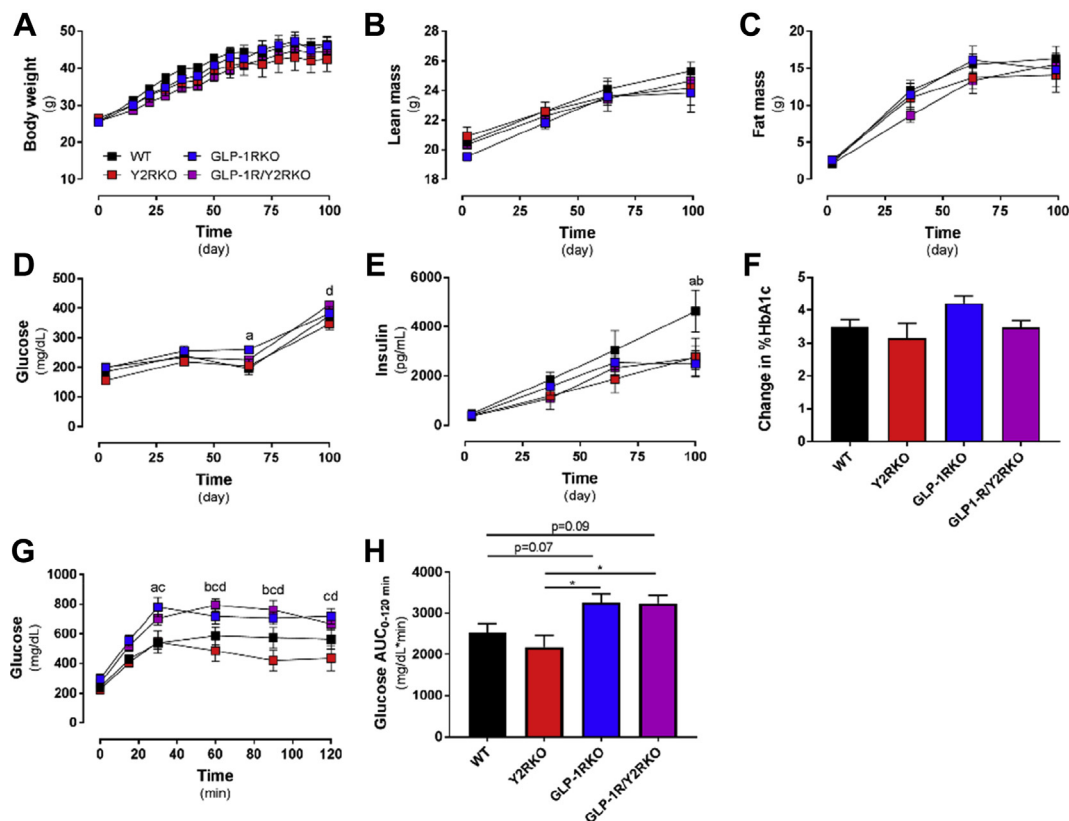 A
Body weight
(g)
50
40
30
20
10
WT
GLP-1RKO
Y2RKO
GLP-1R/Y2RKO
0 25 50 75 100
Time
(day)
B
Lean mass
(g)
28
26
24
22
20
18
0 25 50 75 100
Time
(day)
C
Fat mass
(g)
20
15
10
5
0
0 25 50 75 100
Time
(day)
D
Glucose
(mg/dL)
500
400
300
200
100
0
a
d
0 25 50 75 100
Time
(day)
E
Insulin
(pg/mL)
6000
4000
2000
0
ab
0 25 50 75 100
Time
(day)
F
Change in %HbA1c
5
4
3
2
1
0
WT
Y2RKO
GLP-1RKO
GLP1-R/Y2RKO
G
Glucose
(mg/dL)
1000
800
600
400
200
0
ac bcd bcd cd
0 20 40 60 80 100 120
Time
(min)
H
Glucose AUC0-120 min
(mg/dL*min)
p=0.09
p=0.07
*
*
4000
3000
2000
1000
0
WT
Y2RKO
GLP-1RKO
GLP-1R/Y2RKO